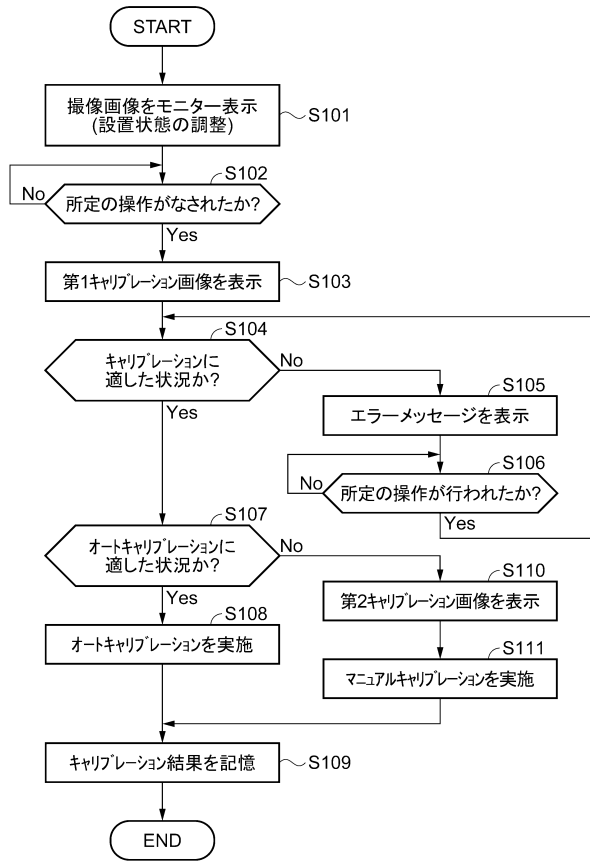 START
撮像画像をモニター表示
(設置状態の調整)
S101
S102
No
所定の操作がなされたか?
Yes
第1キャリブレーション画像を表示
S103
S104
キャリブレーションに
適した状況か?
No
Yes
S105
エラーメッセージを表示
S106
No
所定の操作が行われたか?
Yes
S107
オートキャリブレーションに
適した状況か?
No
Yes
S110
第2キャリブレーション画像を表示
S108
オートキャリブレーションを実施
S111
マニュアルキャリブレーションを実施
キャリブレーション結果を記憶
S109
END